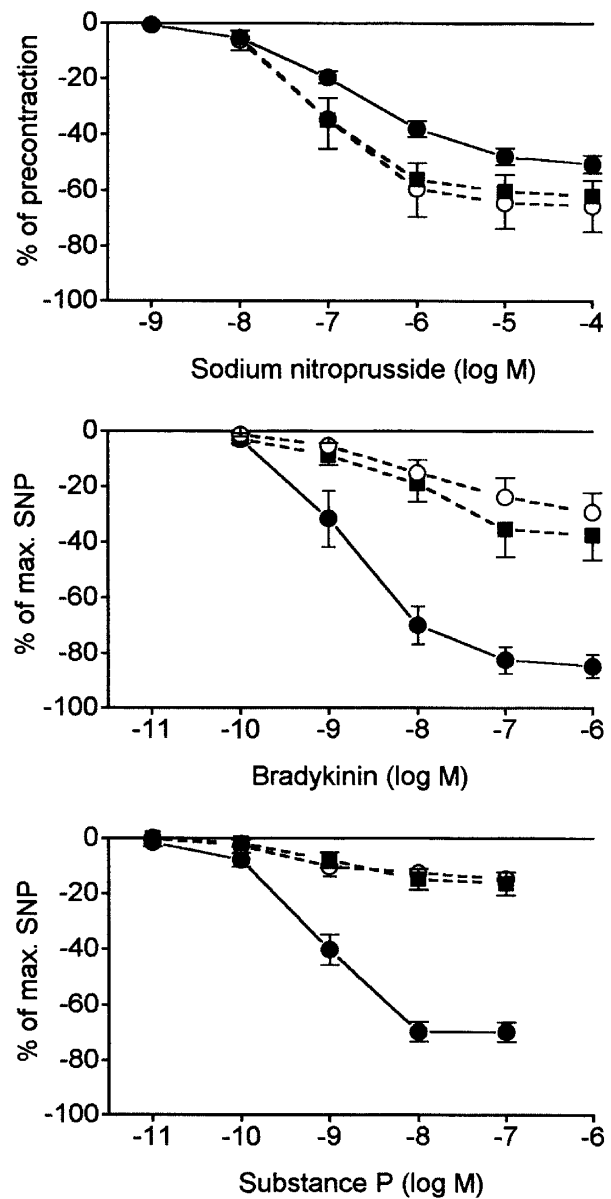 % of precontraction
0
-20
-40
-60
-80
-100
-9 -8 -7 -6 -5 -4
Sodium nitroprusside (log M)
% of max. SNP
0
-20
-40
-60
-80
-100
-11 -10 -9 -8 -7 -6
Bradykinin (log M)
% of max. SNP
0
-20
-40
-60
-80
-100
-11 -10 -9 -8 -7 -6
Substance P (log M)